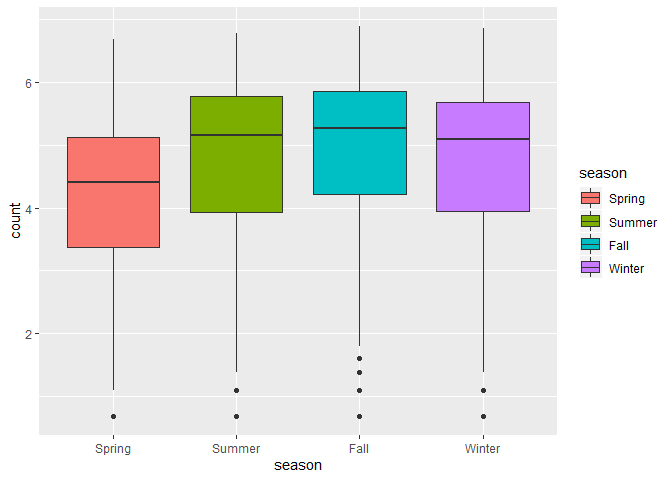 count
6
4
2
Spring
Summer
Fall
Winter
season
season
Spring
Summer
Fall
Winter